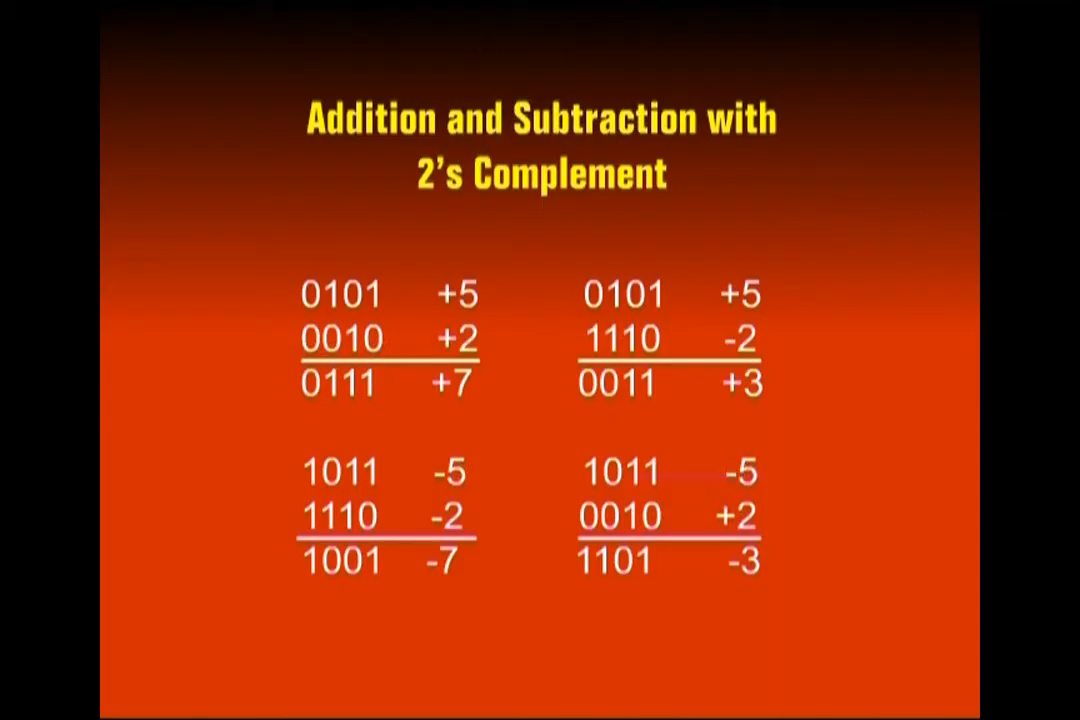 Addition and Subtraction with
2's Complement
0101 +5 0101 +5
0010 +2 1110 -2
0111 +7 0011 +3
1011 -5 1011 -5
1110 -2 0010 +2
1001 -7 1101 -3